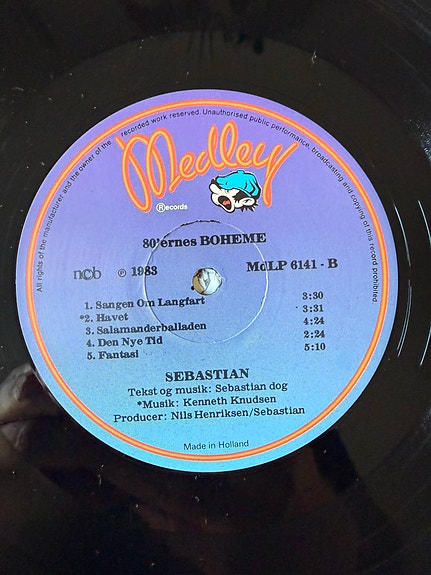 All rights of the manufacturer and the owner of the recorded work reserved. Unauthorised public performance, broadcasting and copying of this record prohibited
Medley
® Records
80'ernes BOHEME
ncb ℗ 1983 MdLP 6141 - B
1. Sangen Om Langfart 3:30
*2. Havet 3:31
3. Salamanderballaden 4:24
4. Den Nye Tid 2:24
5. Fantasi 5:10
SEBASTIAN
Tekst og musik: Sebastian dog
*Musik: Kenneth Knudsen
Producer: Nils Henriksen/Sebastian
Made in Holland